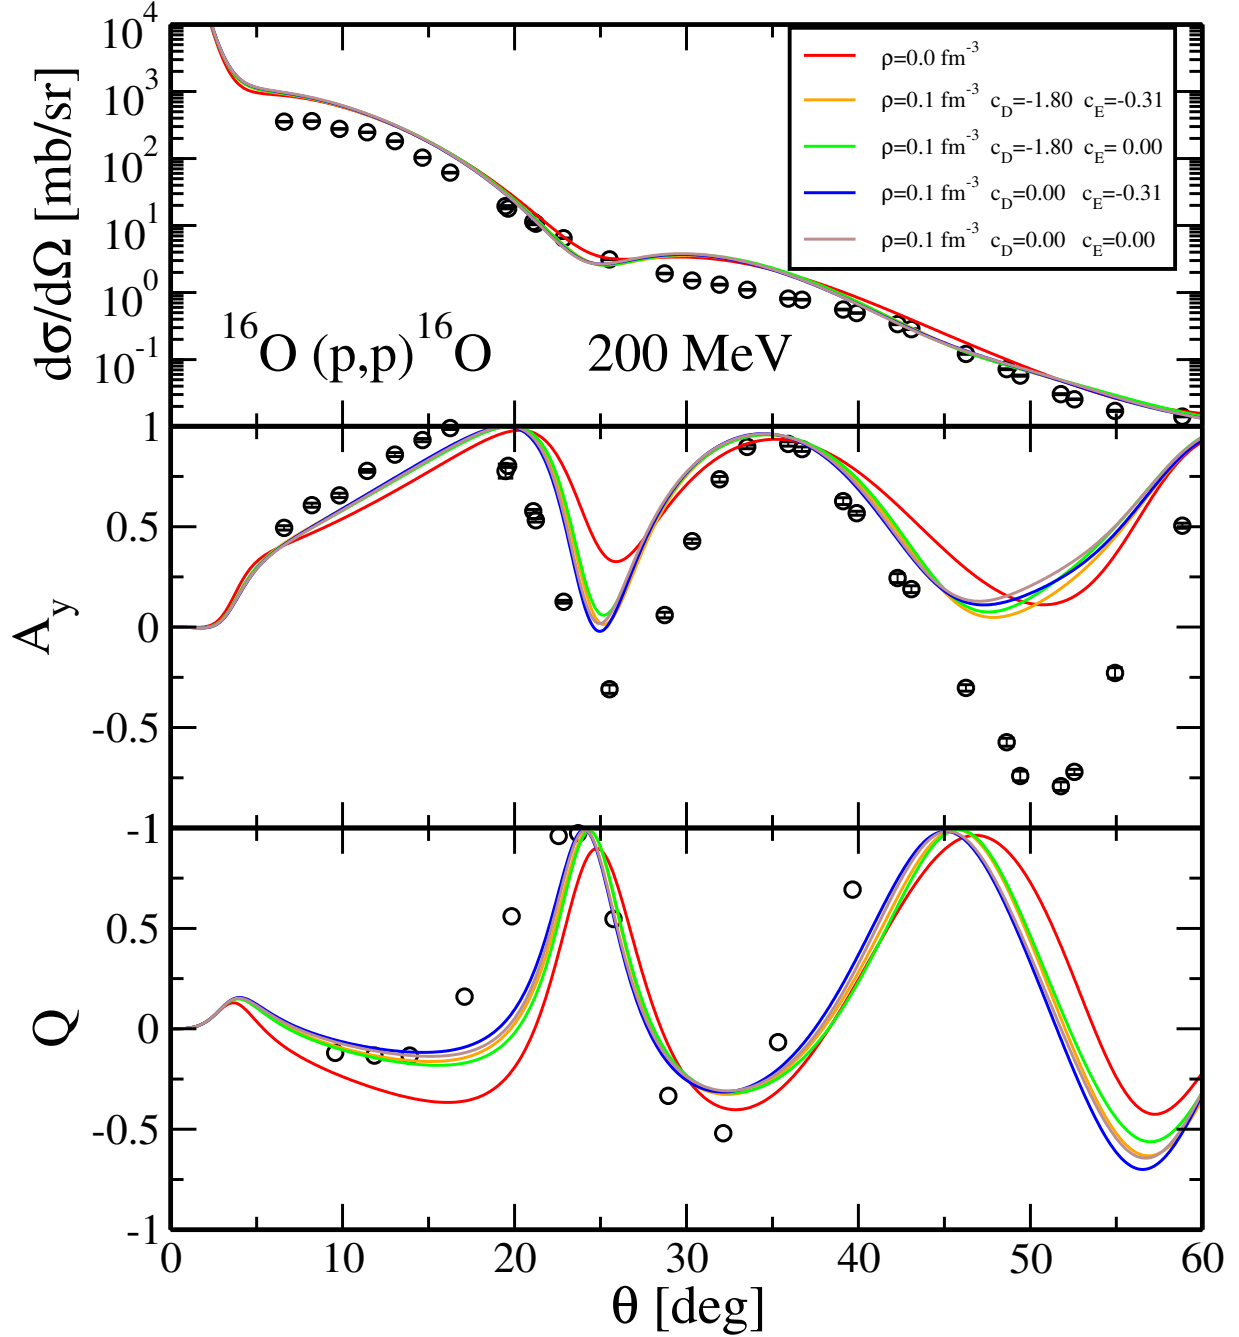 10^4
10^3
10^2
10^1
10^0
10^-1
dσ/dΩ [mb/sr]
ρ=0.0 fm^-3
ρ=0.1 fm^-3 c_D=-1.80 c_E=-0.31
ρ=0.1 fm^-3 c_D=-1.80 c_E= 0.00
ρ=0.1 fm^-3 c_D=0.00 c_E=-0.31
ρ=0.1 fm^-3 c_D=0.00 c_E=0.00
^16O (p,p)^16O 200 MeV
1
0.5
0
-0.5
-1
A_y
0.5
0
-0.5
-1
Q
0 10 20 30 40 50 60
θ [deg]